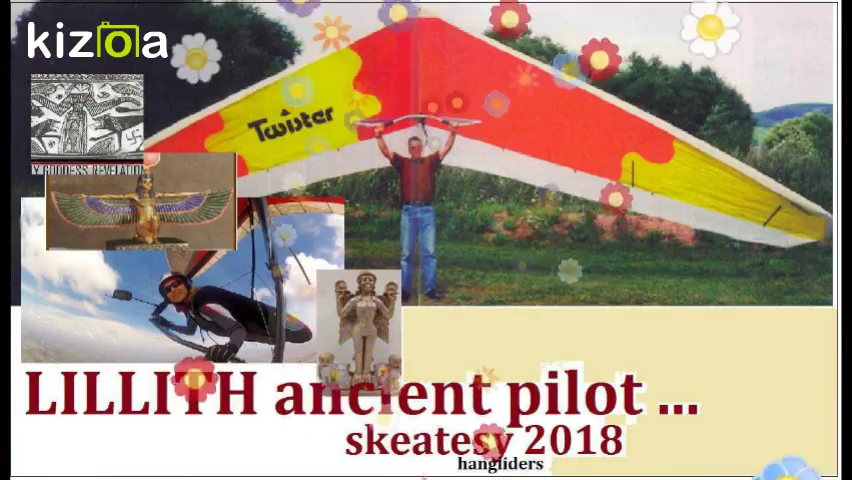 kizoa
Twister
Y GODDESS REVELATION
LILLITH ancient pilot ...
skeatesy 2018
hangliders